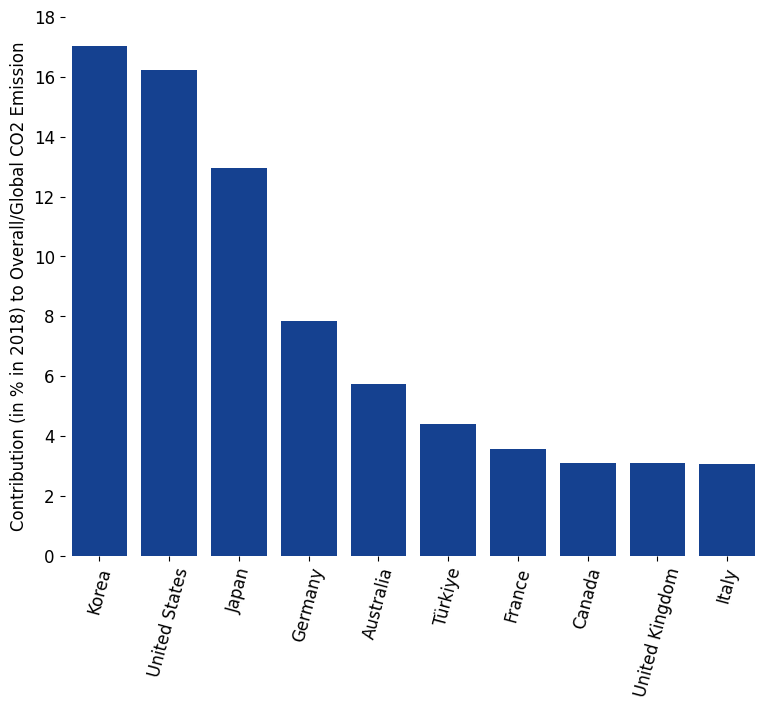 Contribution (in % in 2018) to Overall/Global CO2 Emission
18
16
14
12
10
8
6
4
2
0
Korea
United States
Japan
Germany
Australia
Türkiye
France
Canada
United Kingdom
Italy